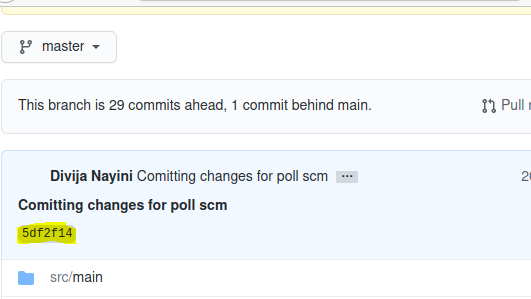 master
This branch is 29 commits ahead, 1 commit behind main.
Pull
Divija Nayini Comitting changes for poll scm ...
Comitting changes for poll scm
5df2f14
src/main